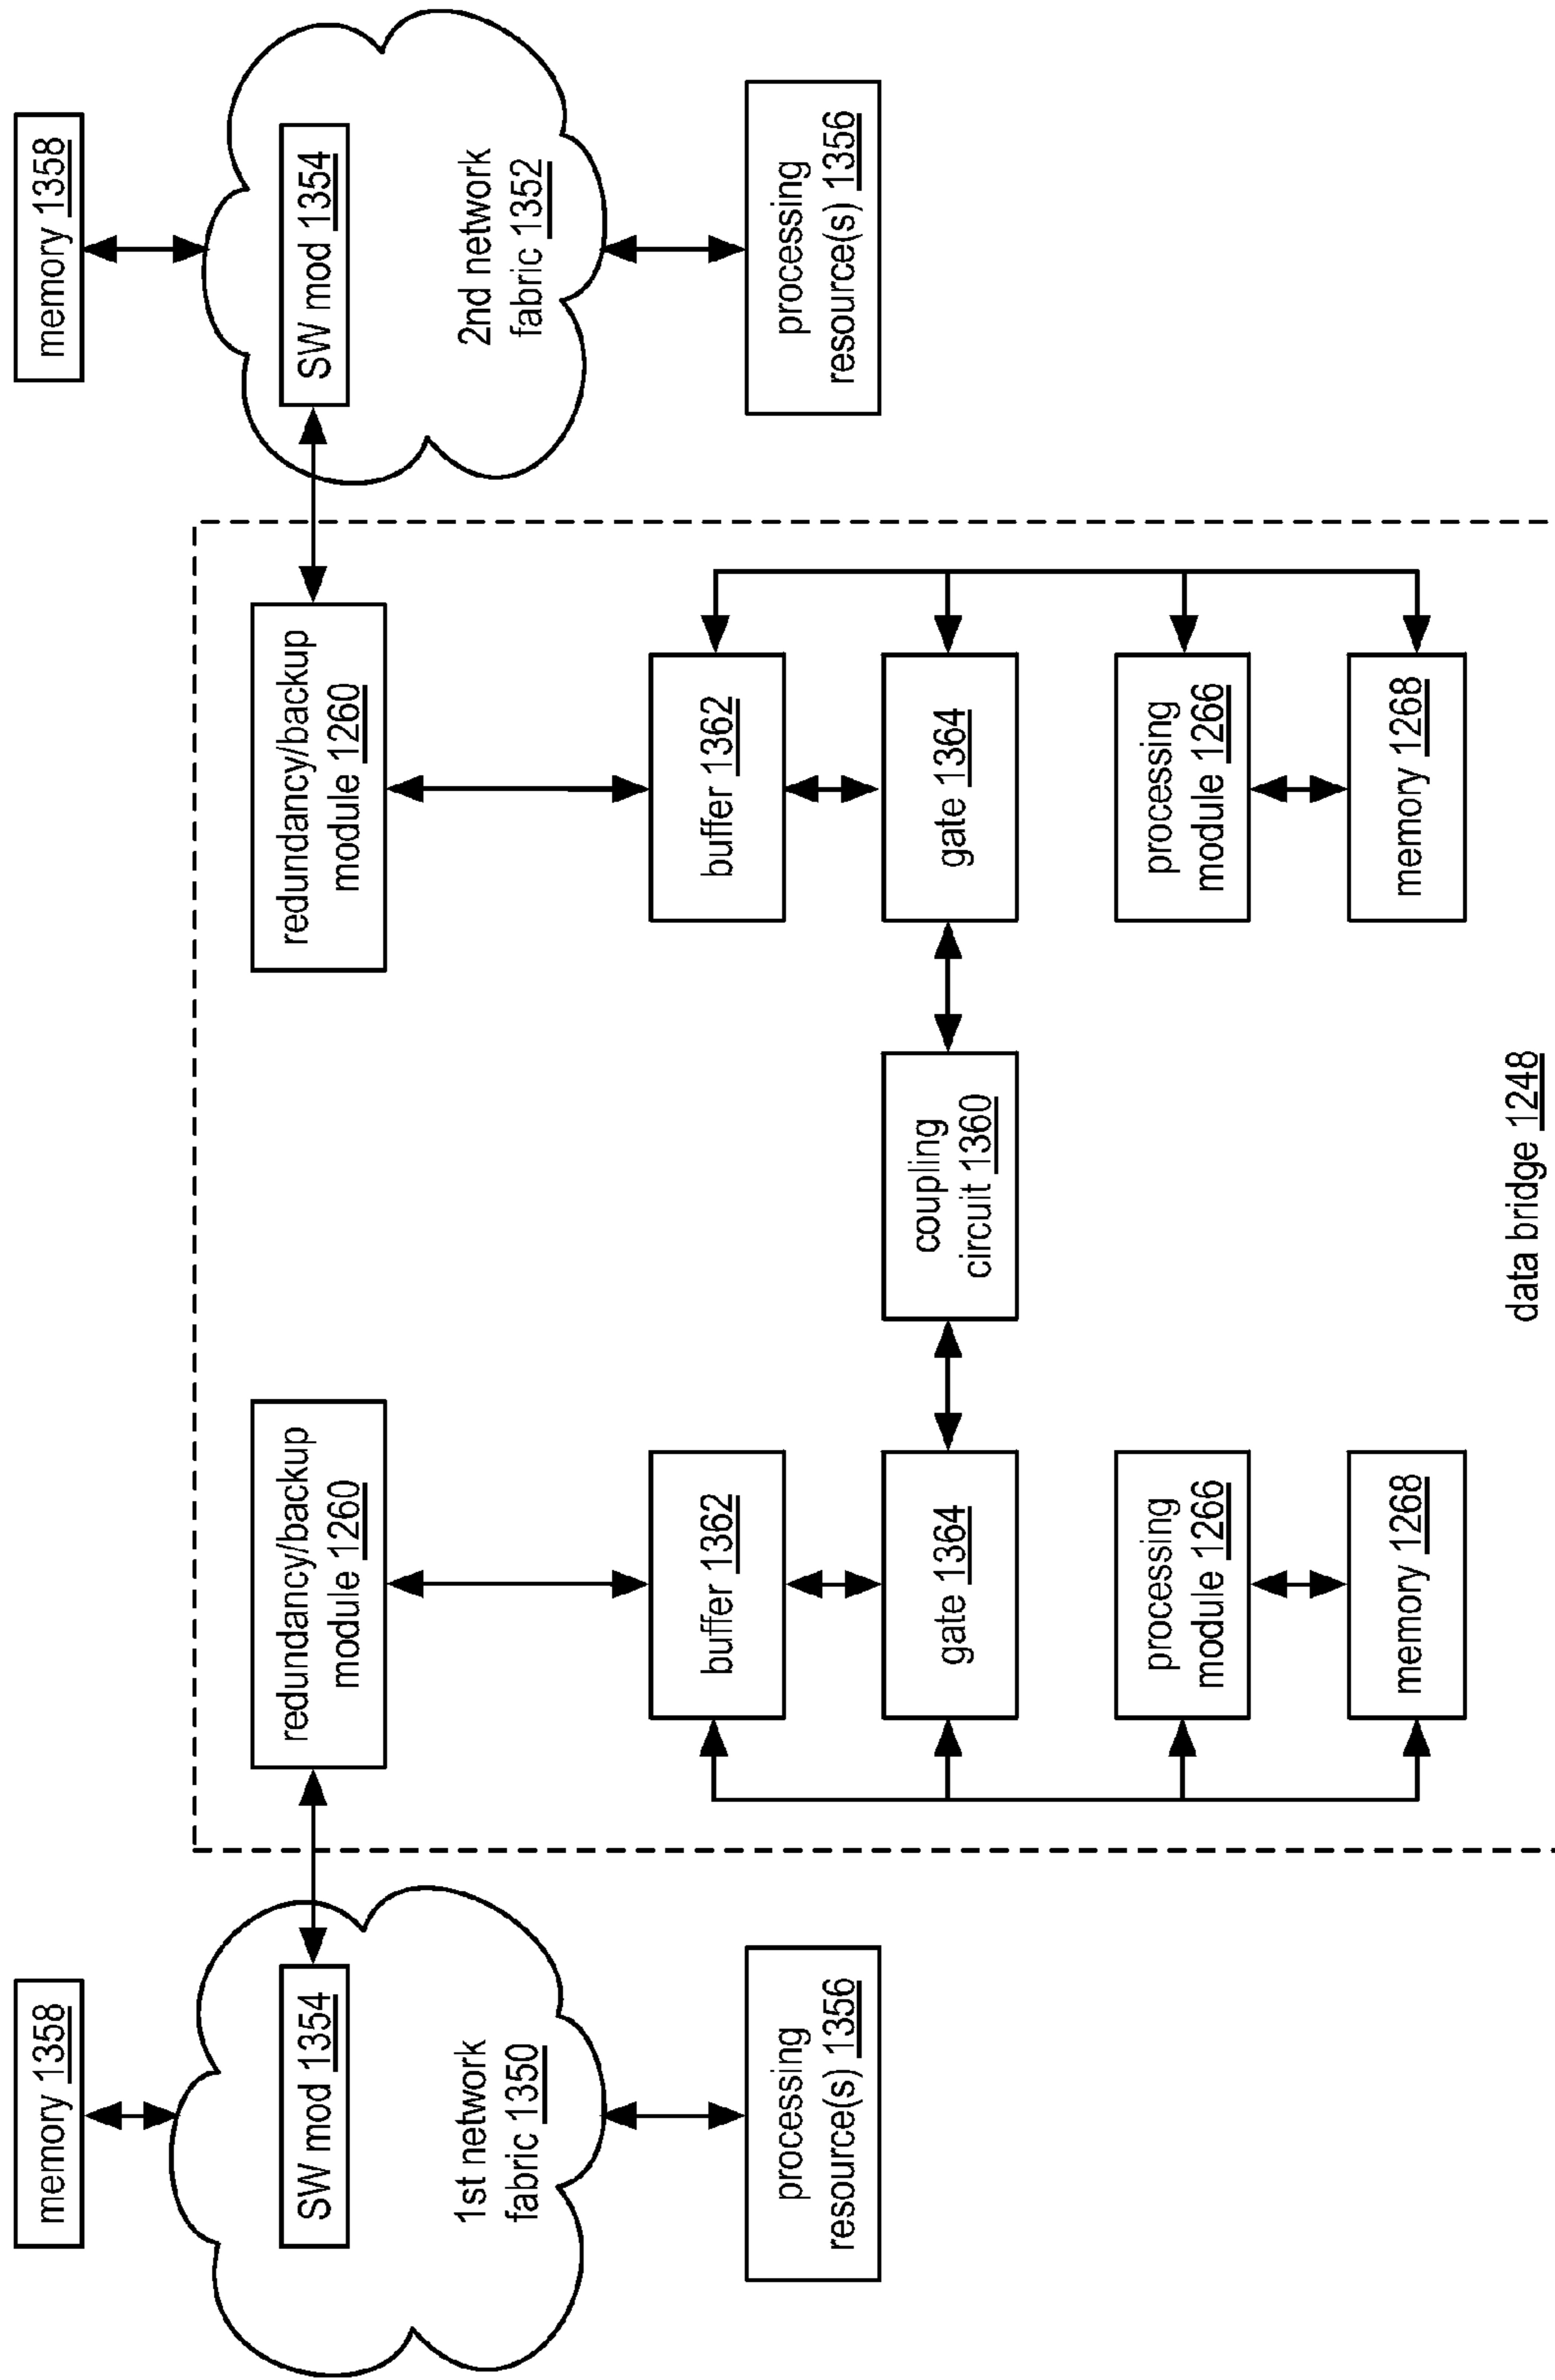 memory 1358
SW mod 1354
1st network
fabric 1350
processing
resource(s) 1356
redundancy/backup
module 1260
buffer 1362
gate 1364
processing
module 1266
memory 1268
coupling
circuit 1360
redundancy/backup
module 1260
buffer 1362
gate 1364
processing
module 1266
memory 1268
data bridge 1248
memory 1358
SW mod 1354
2nd network
fabric 1352
processing
resource(s) 1356